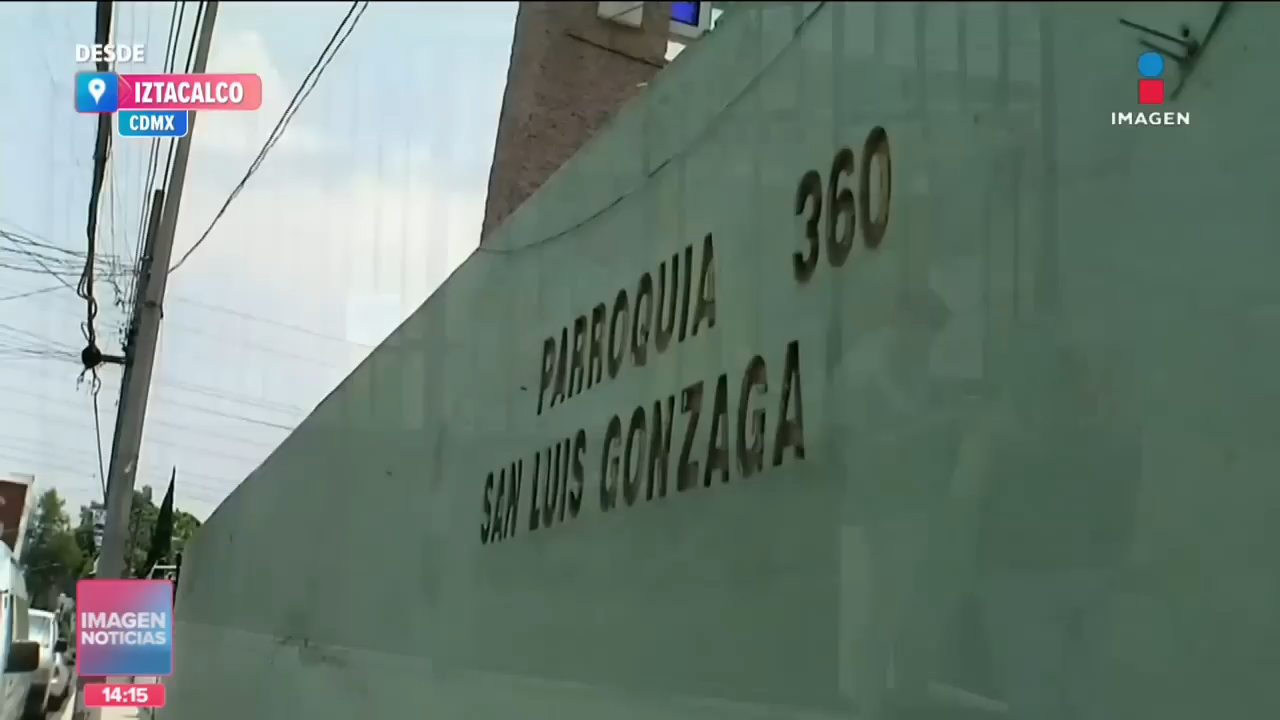 DESDE
IZTACALCO
CDMX
IMAGEN
360
PARROQUIA
SAN LUIS GONZAGA
IMAGEN
NOTICIAS
14:15